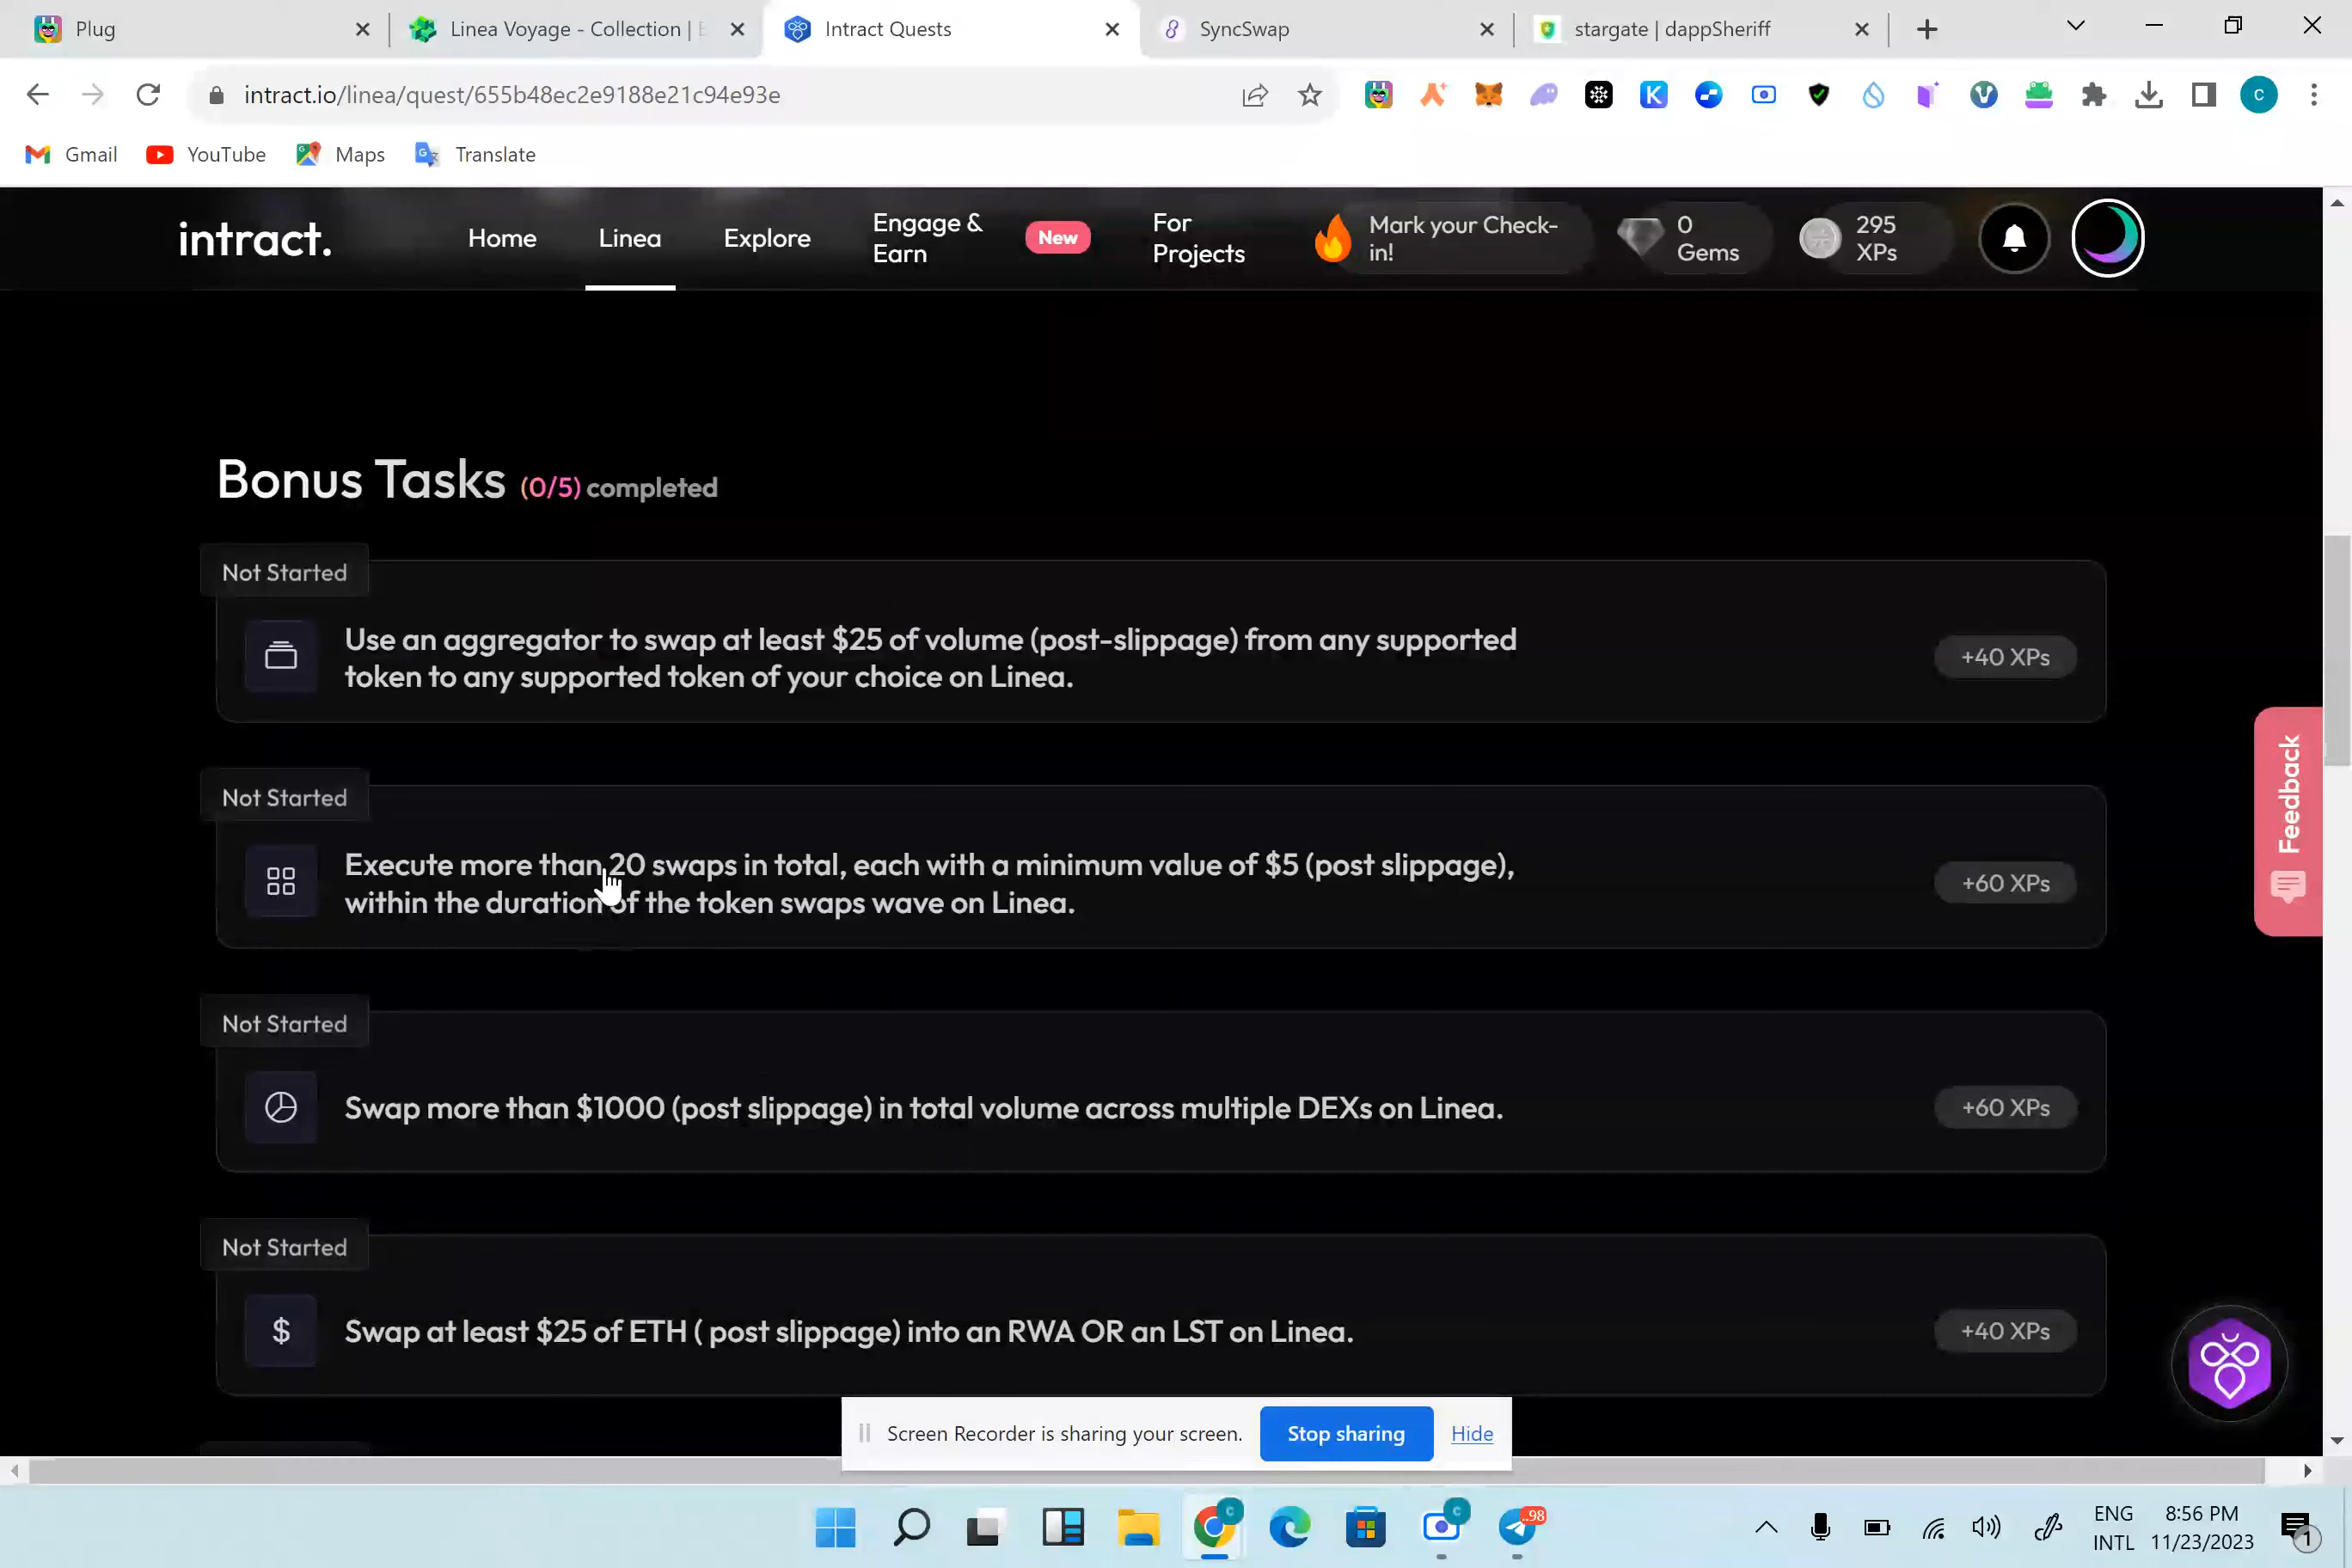 Plug
Linea Voyage - Collection |
Intract Quests
SyncSwap
stargate | dappSheriff
intract.io/linea/quest/655b48ec2e9188e21c94e93e
K
c
Gmail
YouTube
Maps
Translate
intract.
Home
Linea
Explore
Engage &
Earn
New
For
Projects
Mark your Check-
in!
0
Gems
295
XPs
Bonus Tasks (0/5) completed
Not Started
Use an aggregator to swap at least $25 of volume (post-slippage) from any supported
token to any supported token of your choice on Linea.
+40 XPs
Not Started
Execute more than 20 swaps in total, each with a minimum value of $5 (post slippage),
within the duration of the token swaps wave on Linea.
+60 XPs
Not Started
Swap more than $1000 (post slippage) in total volume across multiple DEXs on Linea.
+60 XPs
Not Started
Swap at least $25 of ETH ( post slippage) into an RWA OR an LST on Linea.
+40 XPs
Feedback
Screen Recorder is sharing your screen.
Stop sharing
Hide
c
c
..98
ENG
INTL
8:56 PM
11/23/2023
1